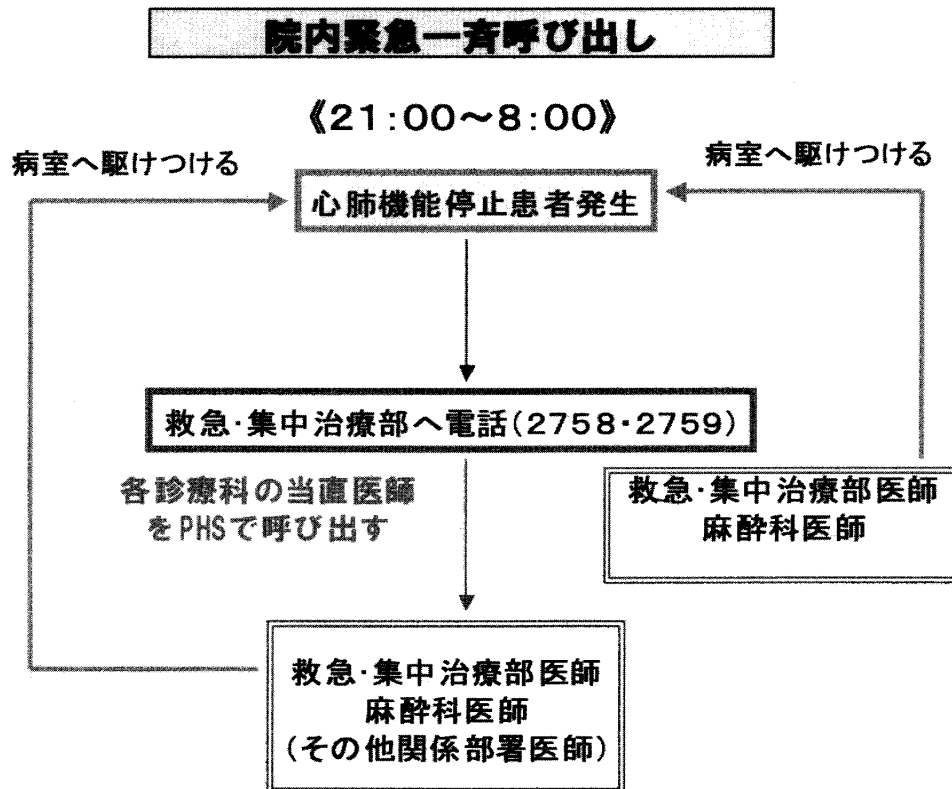 院内緊急一斉呼び出し
《21:00～8:00》
病室へ駆けつける
病室へ駆けつける
心肺機能停止患者発生
救急・集中治療部へ電話(2758・2759)
各診療科の当直医師
をPHSで呼び出す
救急・集中治療部医師
麻酔科医師
救急・集中治療部医師
麻酔科医師
(その他関係部署医師)